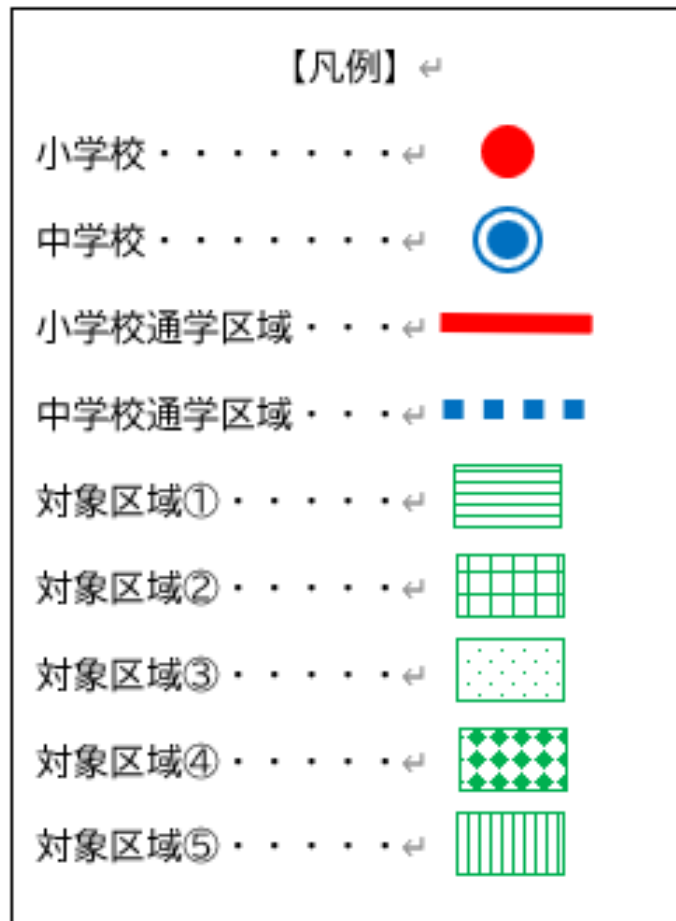 【凡例】↵
小学校・・・・・・・↵
中学校・・・・・・・↵
小学校通学区域・・・↵
中学校通学区域・・・↵
対象区域①・・・・・↵
対象区域②・・・・・↵
対象区域③・・・・・↵
対象区域④・・・・・↵
対象区域⑤・・・・・↵